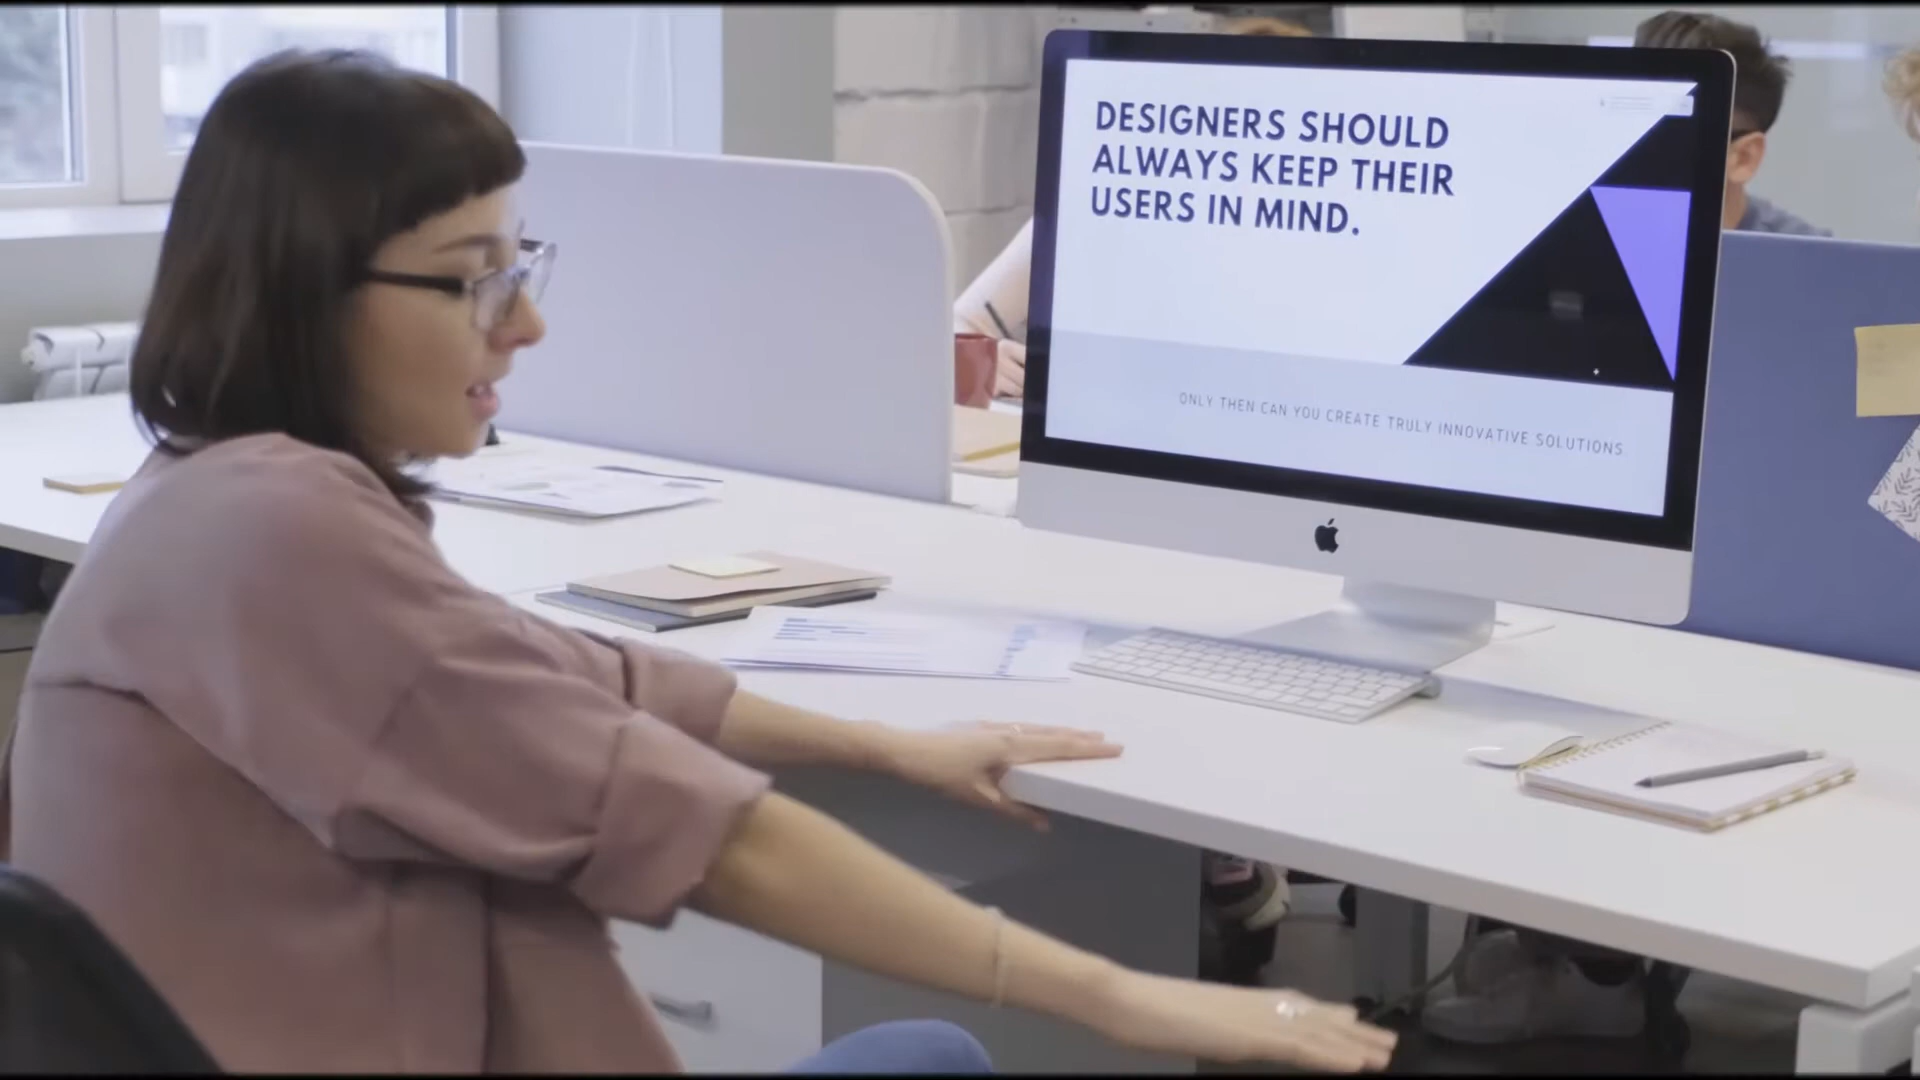 DESIGNERS SHOULD
ALWAYS KEEP THEIR
USERS IN MIND.
ONLY THEN CAN YOU CREATE TRULY INNOVATIVE SOLUTIONS